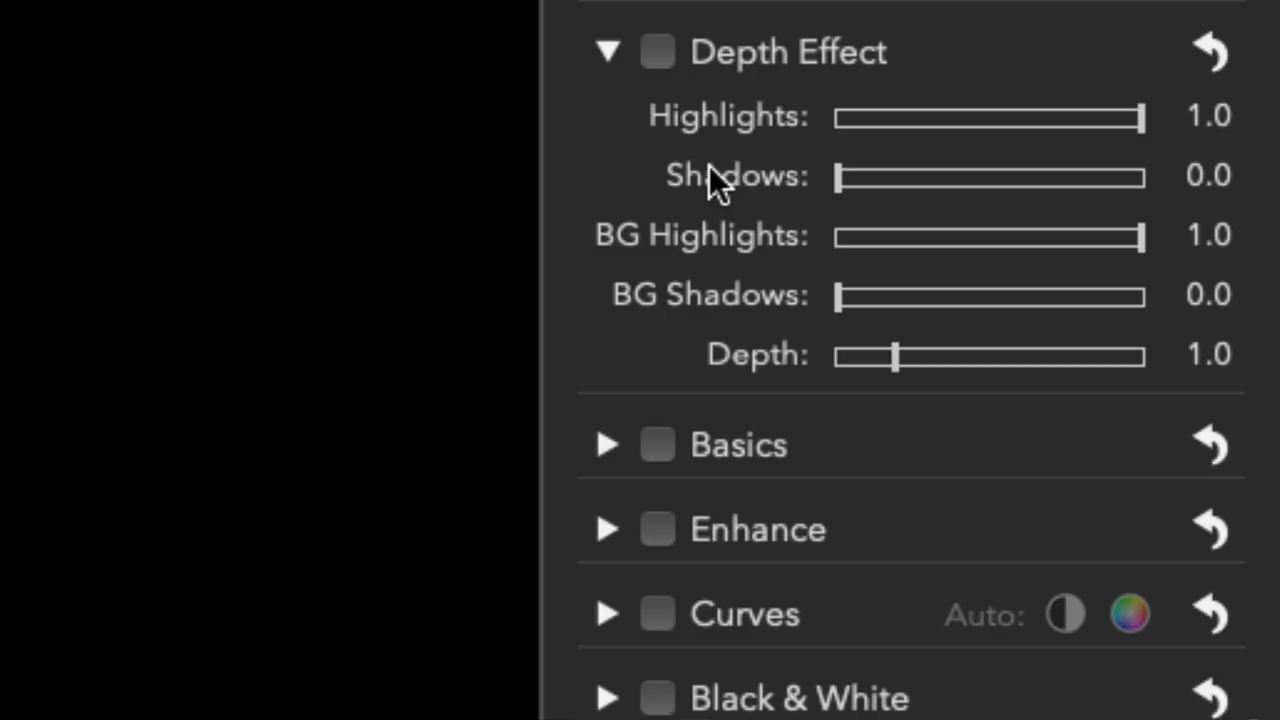 Depth Effect
Highlights: 1.0
Shadows: 0.0
BG Highlights: 1.0
BG Shadows: 0.0
Depth: 1.0
Basics
Enhance
Curves Auto:
Black & White